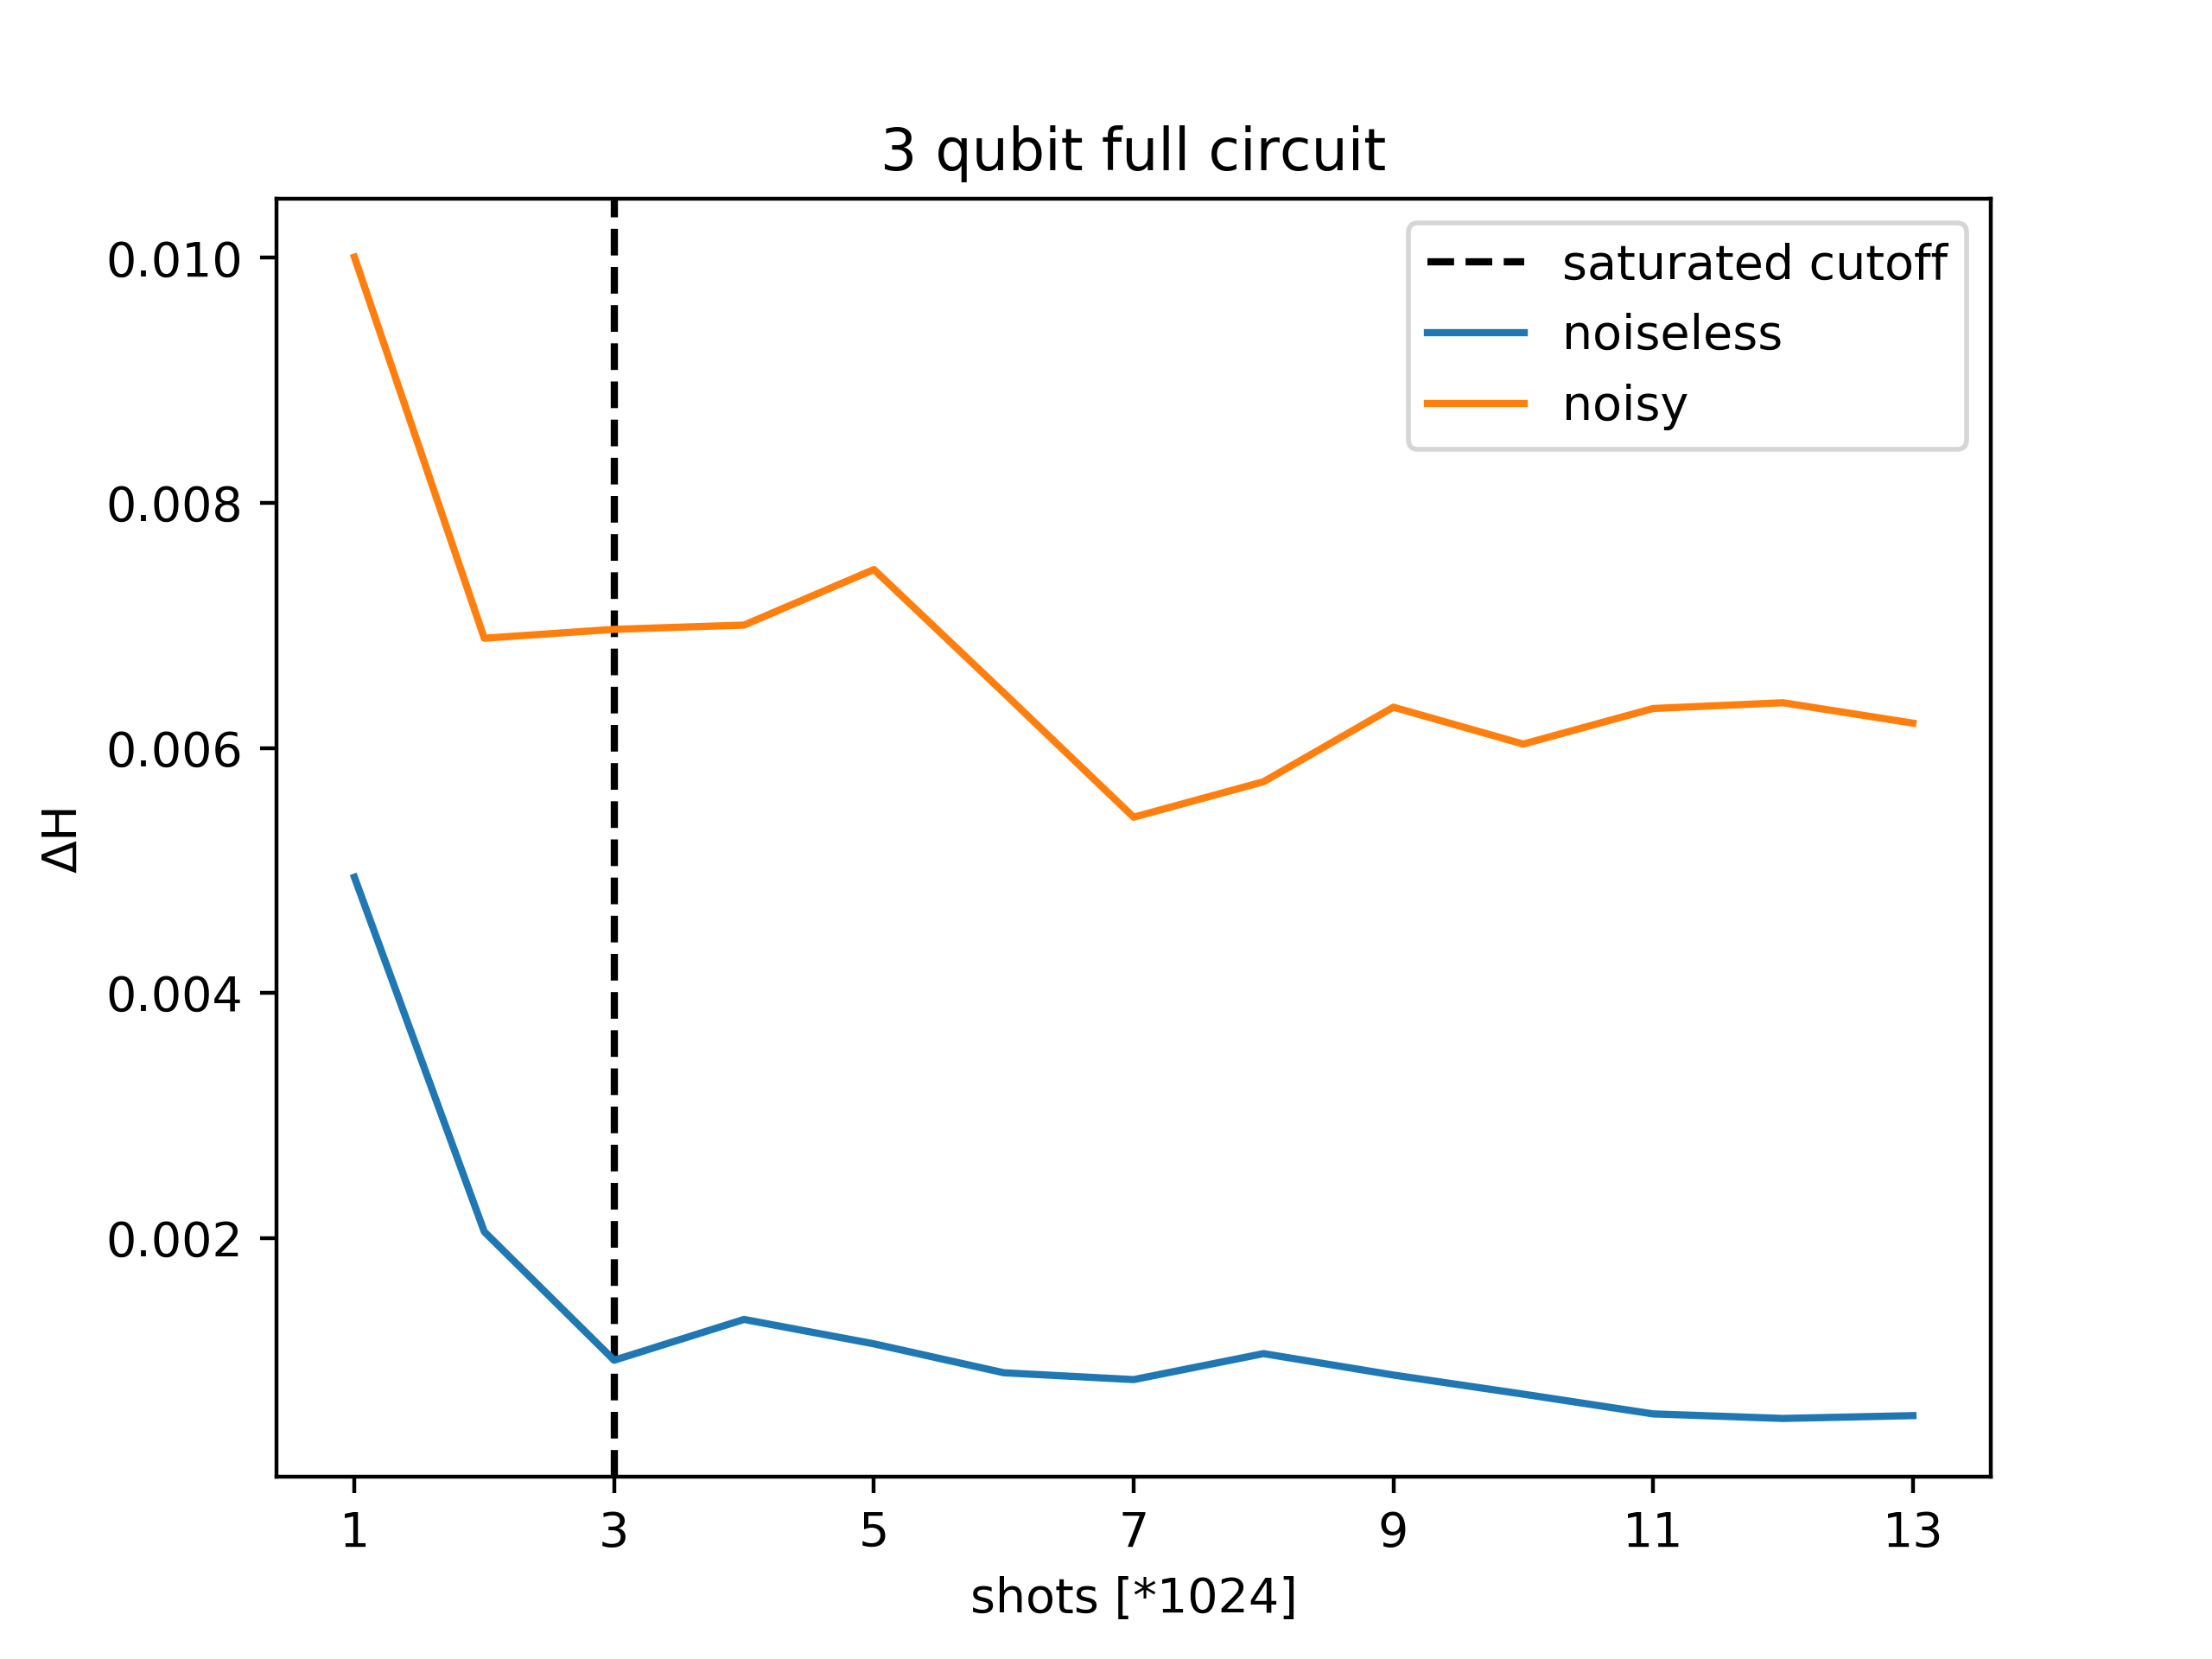 3 qubit full circuit
saturated cutoff
noiseless
noisy
0.010
0.008
0.006
0.004
0.002
ΔH
1 3 5 7 9 11 13
shots [*1024]